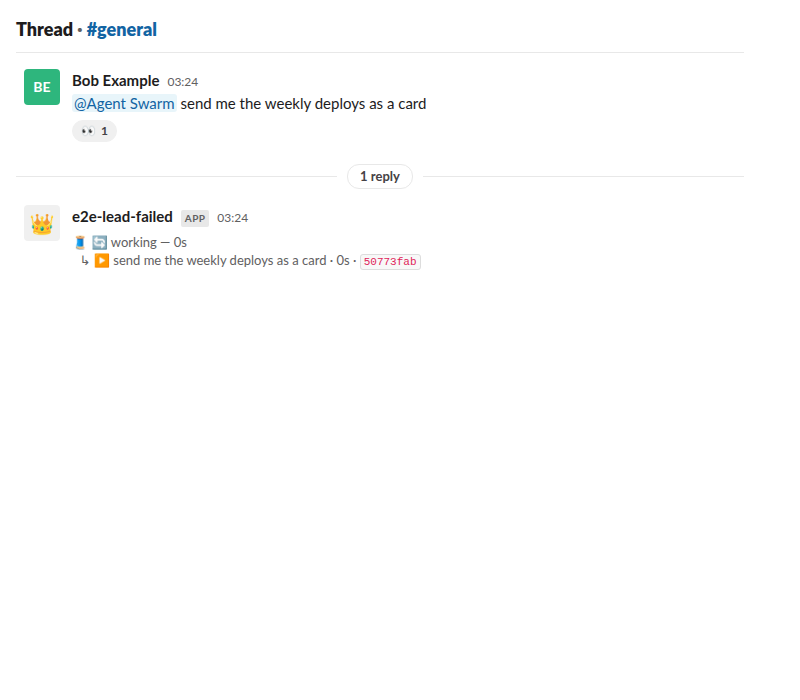 Thread • #general
BE
Bob Example 03:24
@Agent Swarm send me the weekly deploys as a card
👀 1
1 reply
e2e-lead-failed APP 03:24
🧵 🔄 working — 0s
↳ ▶️ send me the weekly deploys as a card · 0s · 50773fab